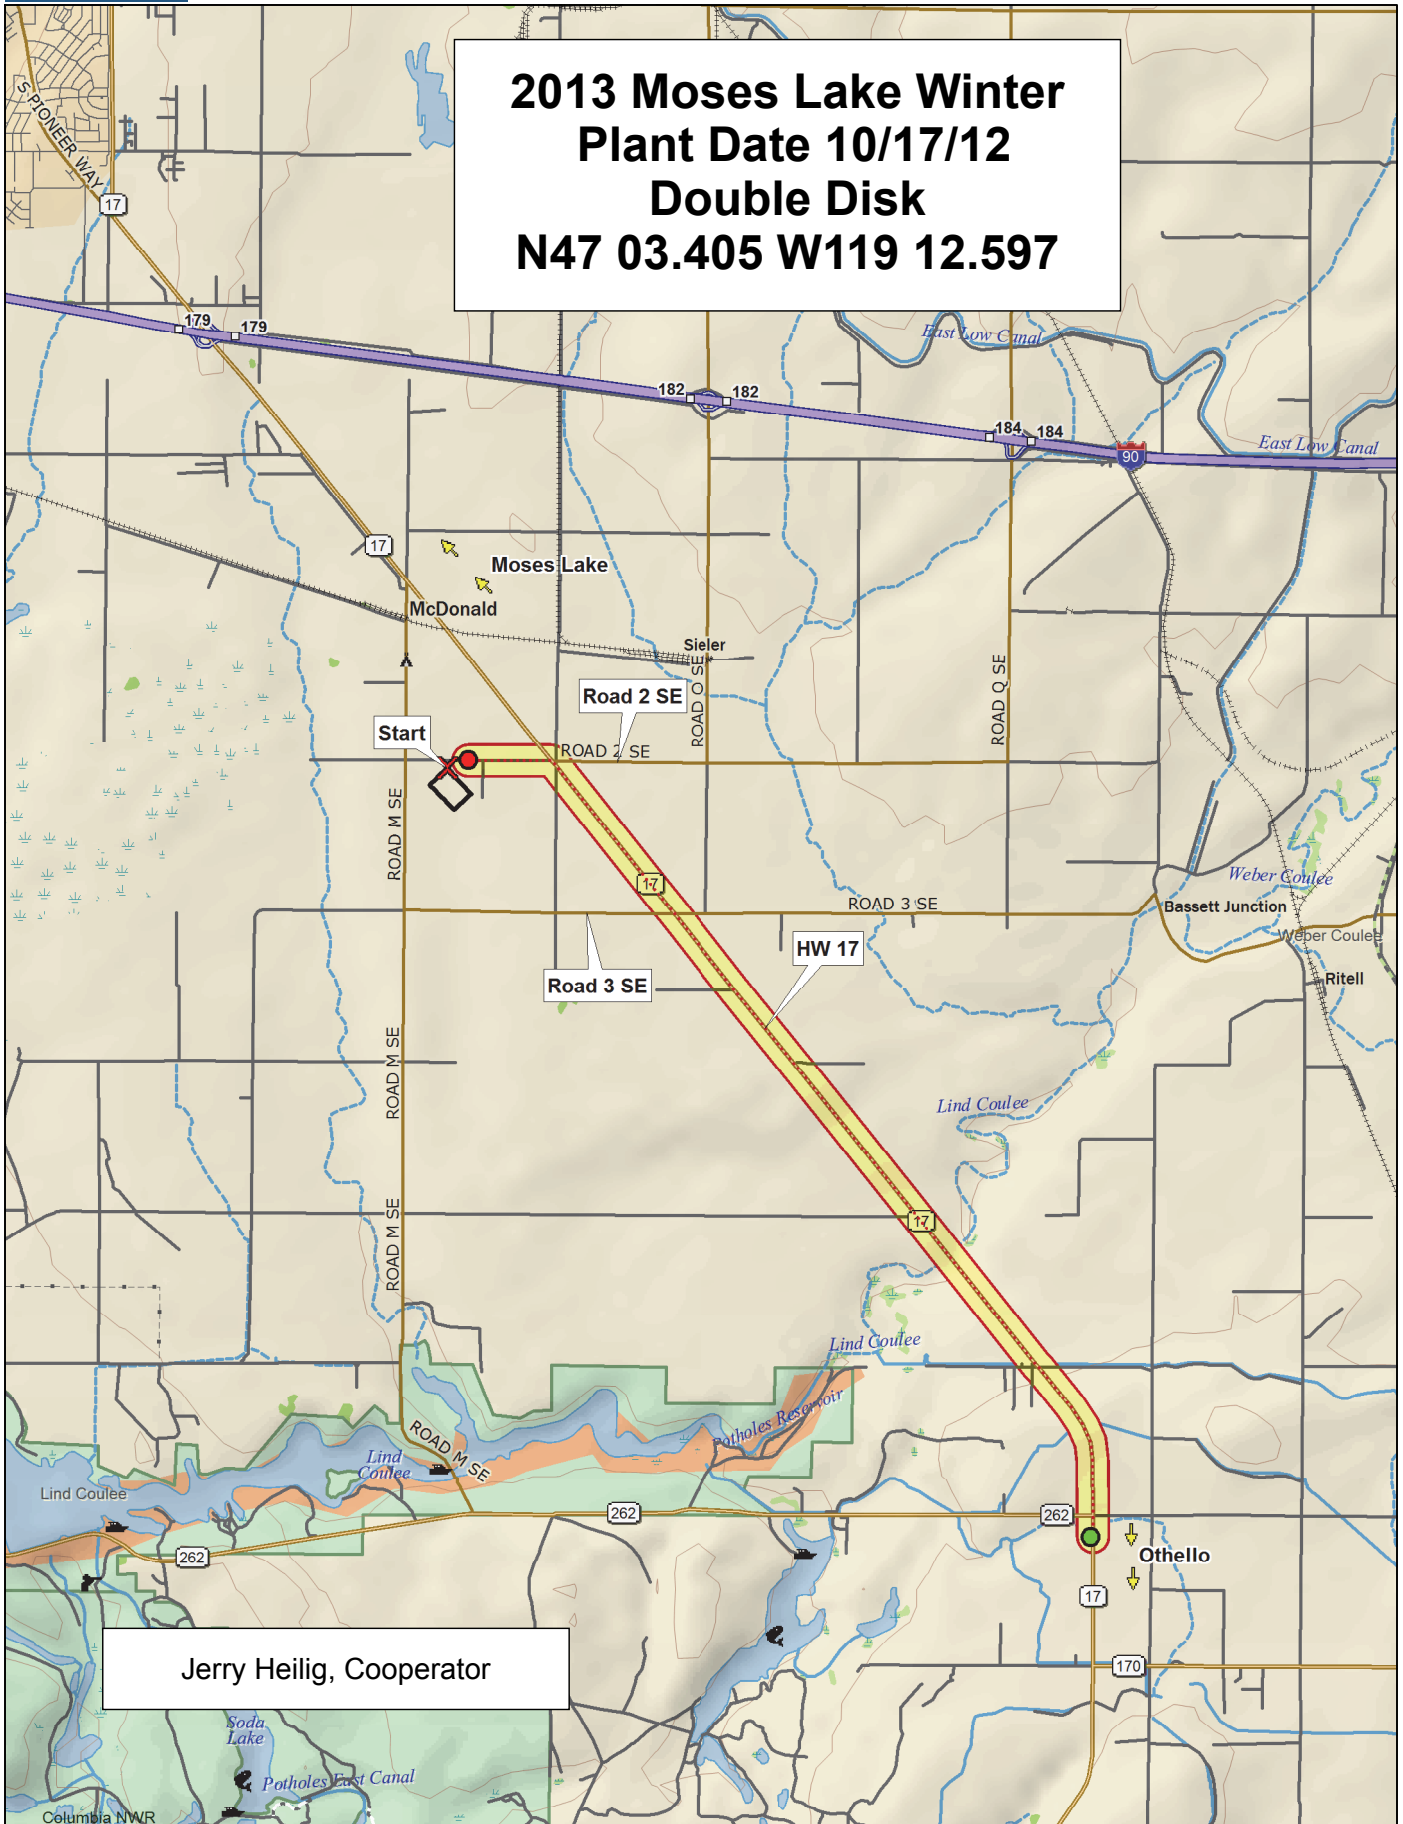 2013 Moses Lake Winter
Plant Date 10/17/12
Double Disk
N47 03.405 W119 12.597
S PIONEER WAY
17
179
179
East Low Canal
182
182
184
184
90
East Low Canal
17
Moses Lake
McDonald
Sieler
ROAD O SE
ROAD Q SE
Road 2 SE
Start
ROAD 2 SE
ROAD M SE
17
Weber Coulee
ROAD 3 SE
Bassett Junction
Weber Coulee
HW 17
Road 3 SE
Ritell
ROAD M SE
Lind Coulee
ROAD M SE
17
Lind Coulee
Potholes Reservoir
ROAD M SE
Lind
Coulee
Lind Coulee
262
262
262
Othello
17
Jerry Heilig, Cooperator
170
Soda
Lake
Potholes East Canal
Columbia NWR